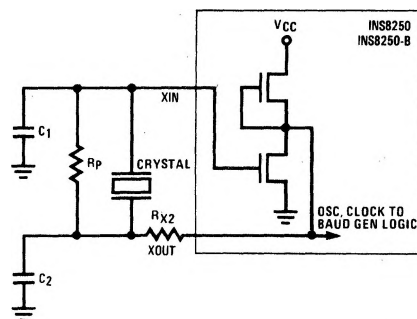 INS8250
INS8250-B
VCC
XIN
C1
RP
CRYSTAL
RX2
XOUT
OSC, CLOCK TO
BAUD GEN LOGIC
C2